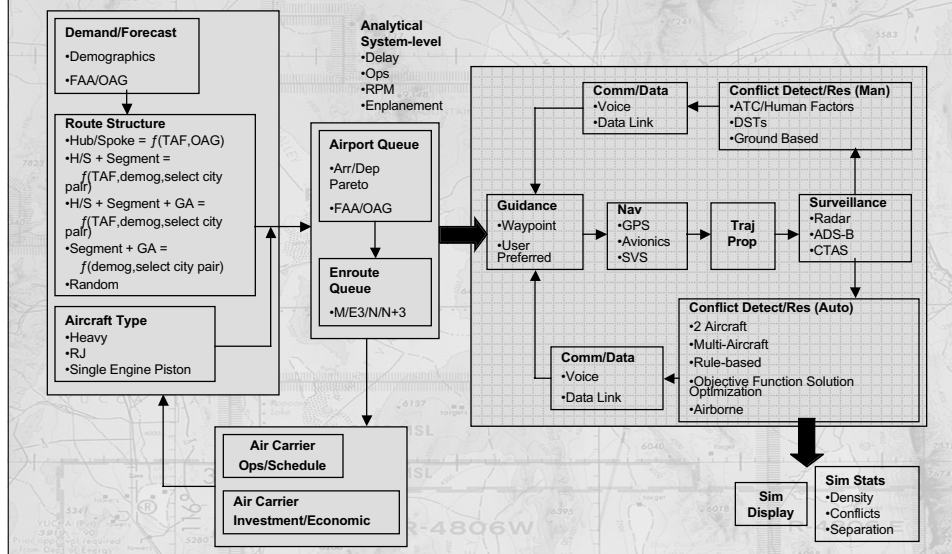 Demand/Forecast
•Demographics
•FAA/OAG
Route Structure
•Hub/Spoke = ƒ(TAF,OAG)
•H/S + Segment =
ƒ(TAF,demog,select city
pair)
•H/S + Segment + GA =
ƒ(TAF,demog,select city
pair)
•Segment + GA =
ƒ(demog,select city pair)
•Random
Aircraft Type
•Heavy
•RJ
•Single Engine Piston
Analytical
System-level
•Delay
•Ops
•RPM
•Enplanement
Airport Queue
•Arr/Dep
Pareto
•FAA/OAG
Enroute
Queue
•M/E3/N/N+3
Air Carrier
Ops/Schedule
Air Carrier
Investment/Economic
Comm/Data
•Voice
•Data Link
Conflict Detect/Res (Man)
•ATC/Human Factors
•DSTs
•Ground Based
Guidance
•Waypoint
•User
Preferred
Nav
•GPS
•Avionics
•SVS
Traj
Prop
Surveillance
•Radar
•ADS-B
•CTAS
Comm/Data
•Voice
•Data Link
Conflict Detect/Res (Auto)
•2 Aircraft
•Multi-Aircraft
•Rule-based
•Objective Function Solution
Optimization
•Airborne
Sim
Display
Sim Stats
•Density
•Conflicts
•Separation
R-4806W
MSL
MSL
6197
6040
5341
5280